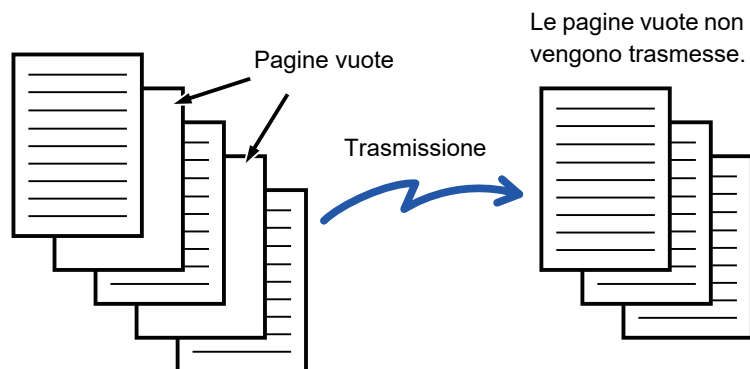 Le pagine vuote non
vengono trasmesse.
Pagine vuote
Trasmissione